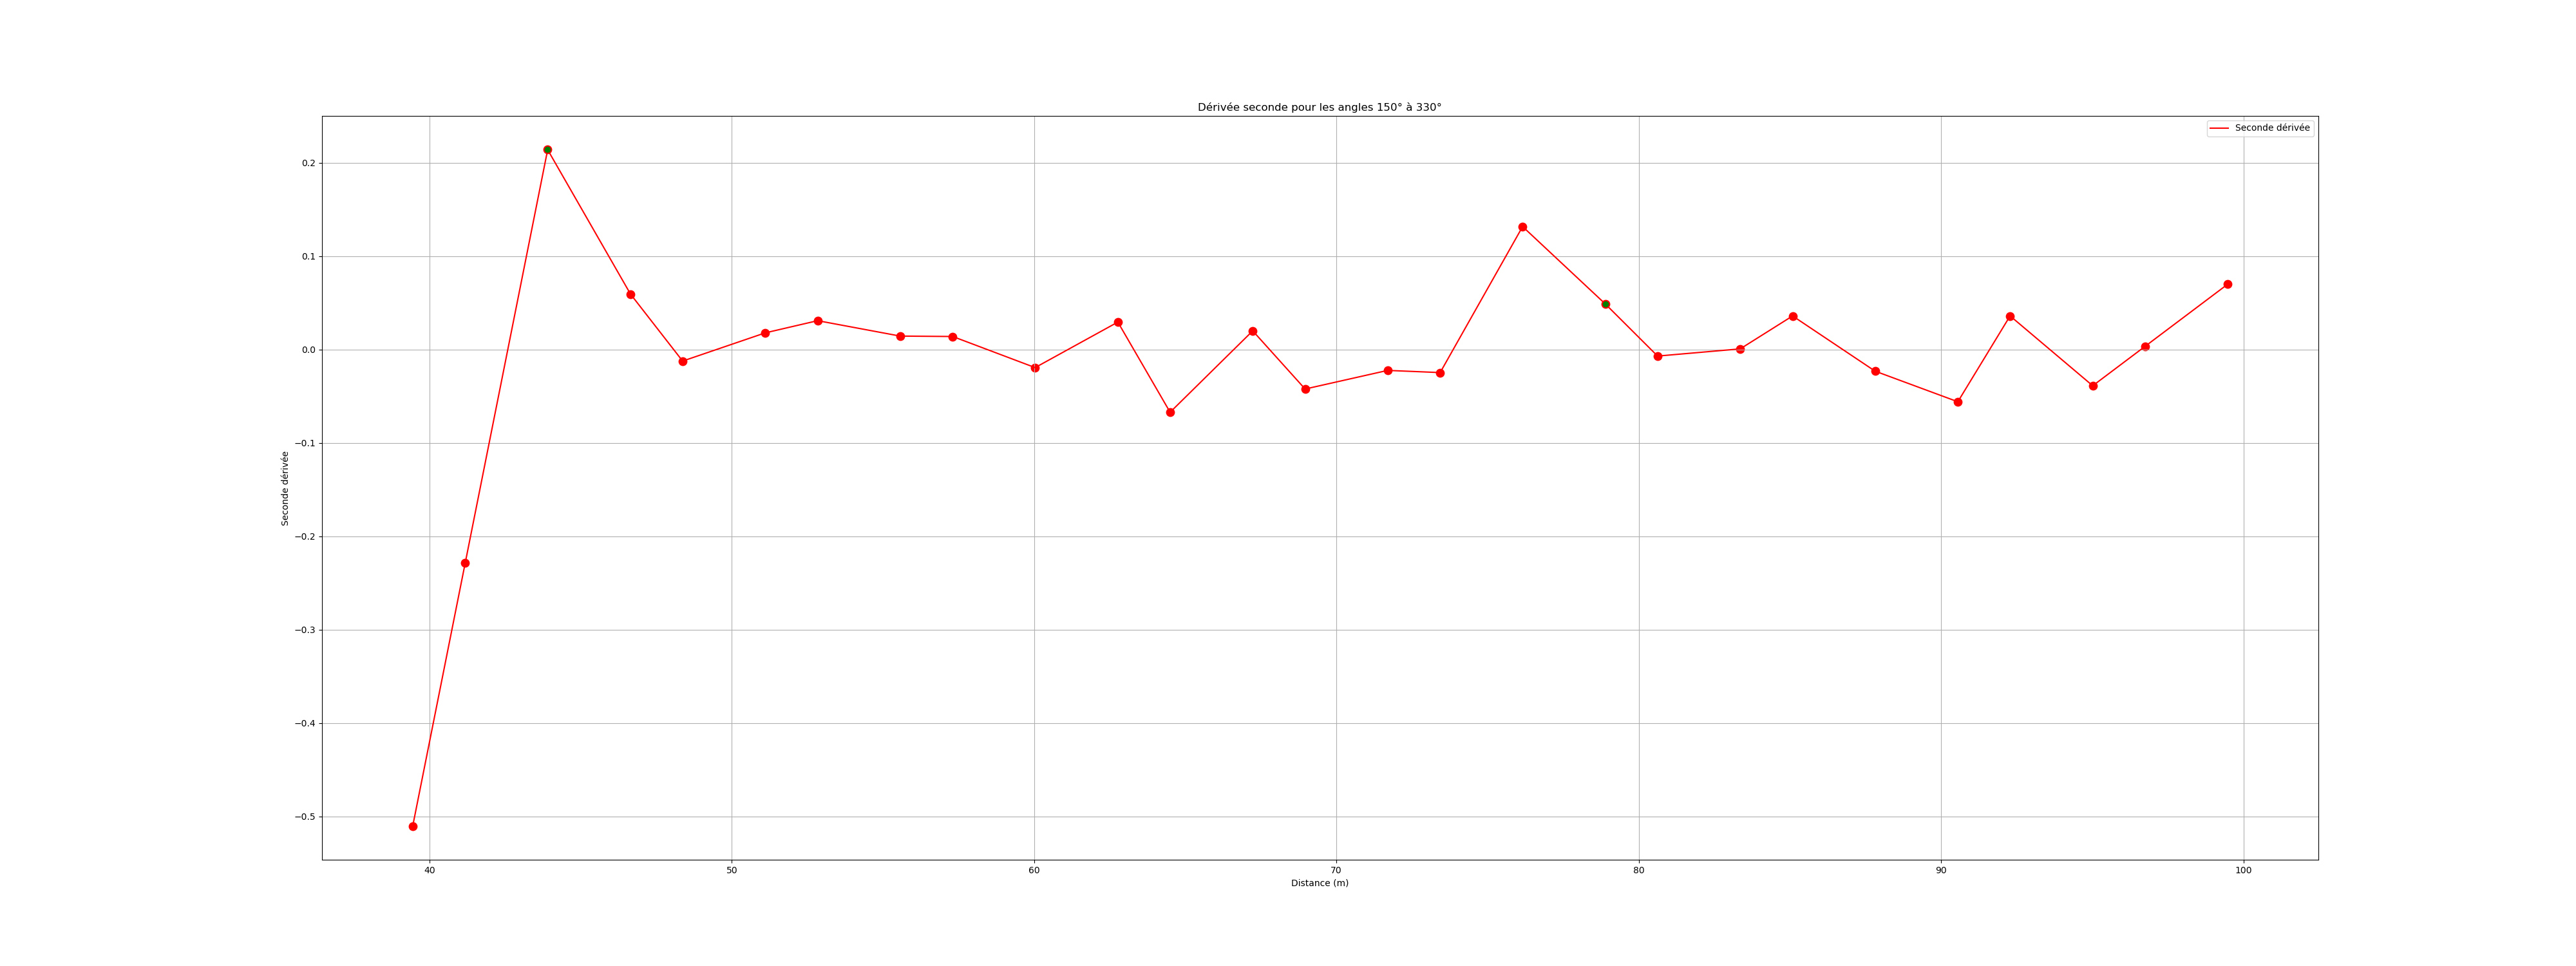 Dérivée seconde pour les angles 150° à 330°
Seconde dérivée
0.2
0.1
0.0
−0.1
−0.2
−0.3
−0.4
−0.5
Seconde dérivée
40 50 60 70 80 90 100
Distance (m)